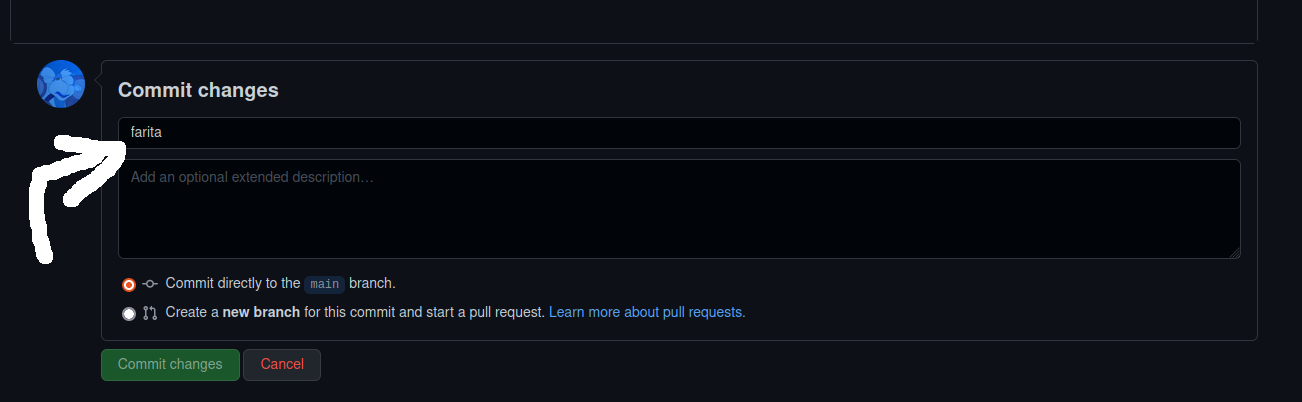 Commit changes
farita
Add an optional extended description…
Commit directly to the main branch.
Create a new branch for this commit and start a pull request. Learn more about pull requests.
Commit changes
Cancel